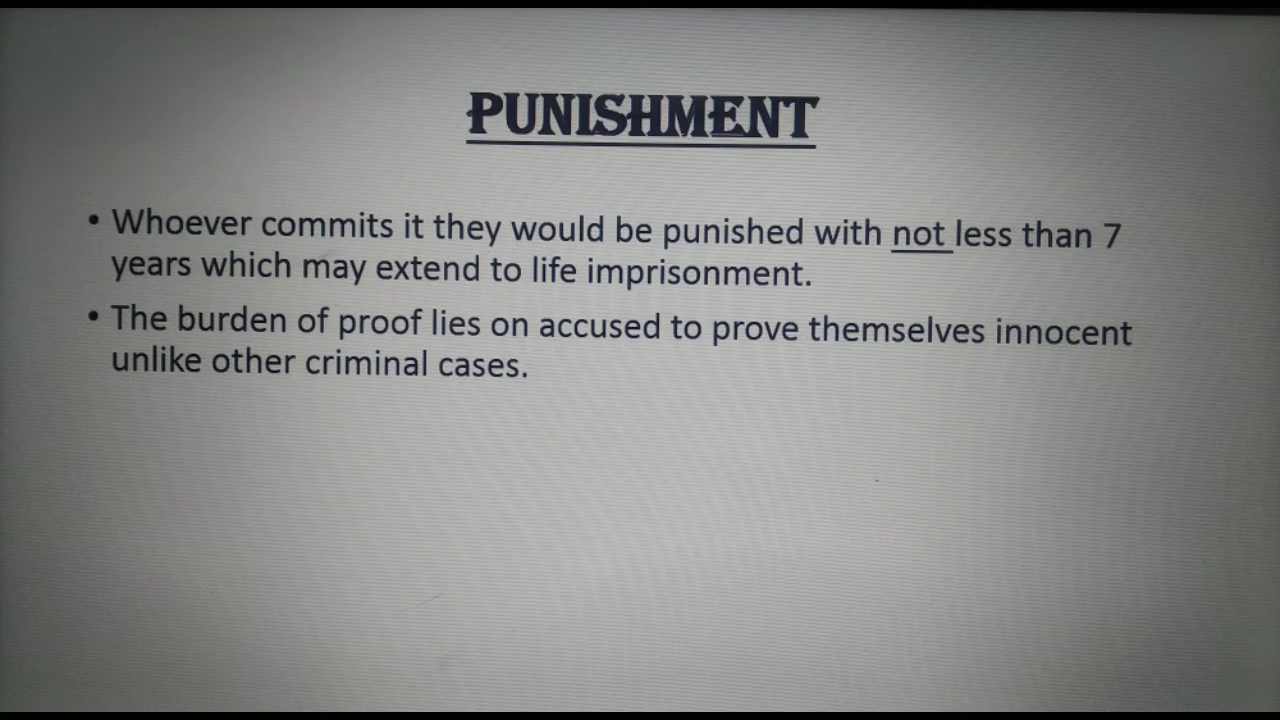 PUNISHMENT
• Whoever commits it they would be punished with not less than 7
years which may extend to life imprisonment.
• The burden of proof lies on accused to prove themselves innocent
unlike other criminal cases.